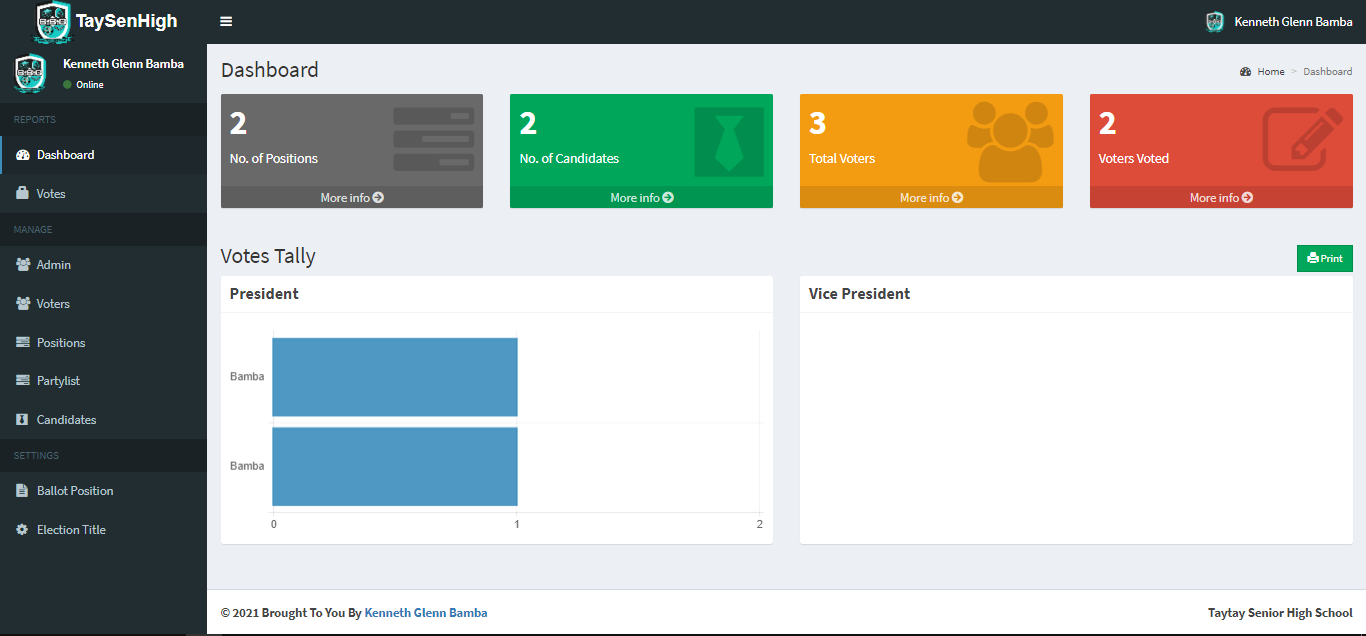 TaySenHigh
Kenneth Glenn Bamba
Kenneth Glenn Bamba
Online
REPORTS
Dashboard
Votes
MANAGE
Admin
Voters
Positions
Partylist
Candidates
SETTINGS
Ballot Position
Election Title
Dashboard
Home > Dashboard
2
No. of Positions
More info
2
No. of Candidates
More info
3
Total Voters
More info
2
Voters Voted
More info
Votes Tally
Print
President
Bamba
Bamba
0 1 2
Vice President
© 2021 Brought To You By Kenneth Glenn Bamba
Taytay Senior High School